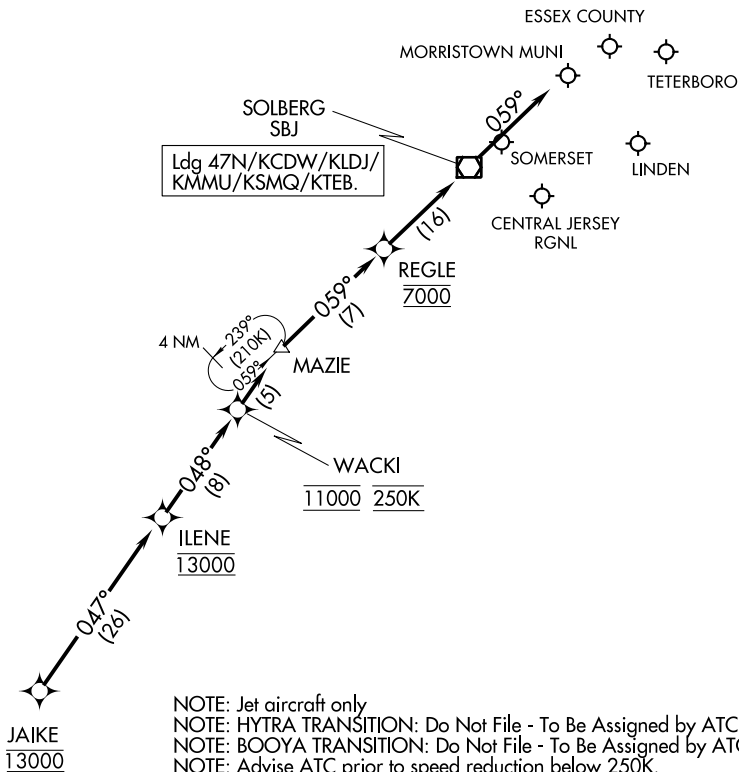 ESSEX COUNTY
MORRISTOWN MUNI
TETERBORO
SOLBERG
SBJ
059°
Ldg 47N/KCDW/KLDJ/
KMMU/KSMQ/KTEB.
SOMERSET
LINDEN
(16)
CENTRAL JERSEY
RGNL
REGLE
7000
059°
(7)
4 NM
239°
(210K)
059°
MAZIE
(5)
WACKI
11000 250K
048°
(8)
ILENE
13000
047°
(26)
JAIKE
13000
NOTE: Jet aircraft only
NOTE: HYTRA TRANSITION: Do Not File - To Be Assigned by ATC
NOTE: BOOYA TRANSITION: Do Not File - To Be Assigned by ATC
NOTE: Advise ATC prior to speed reduction below 250K.